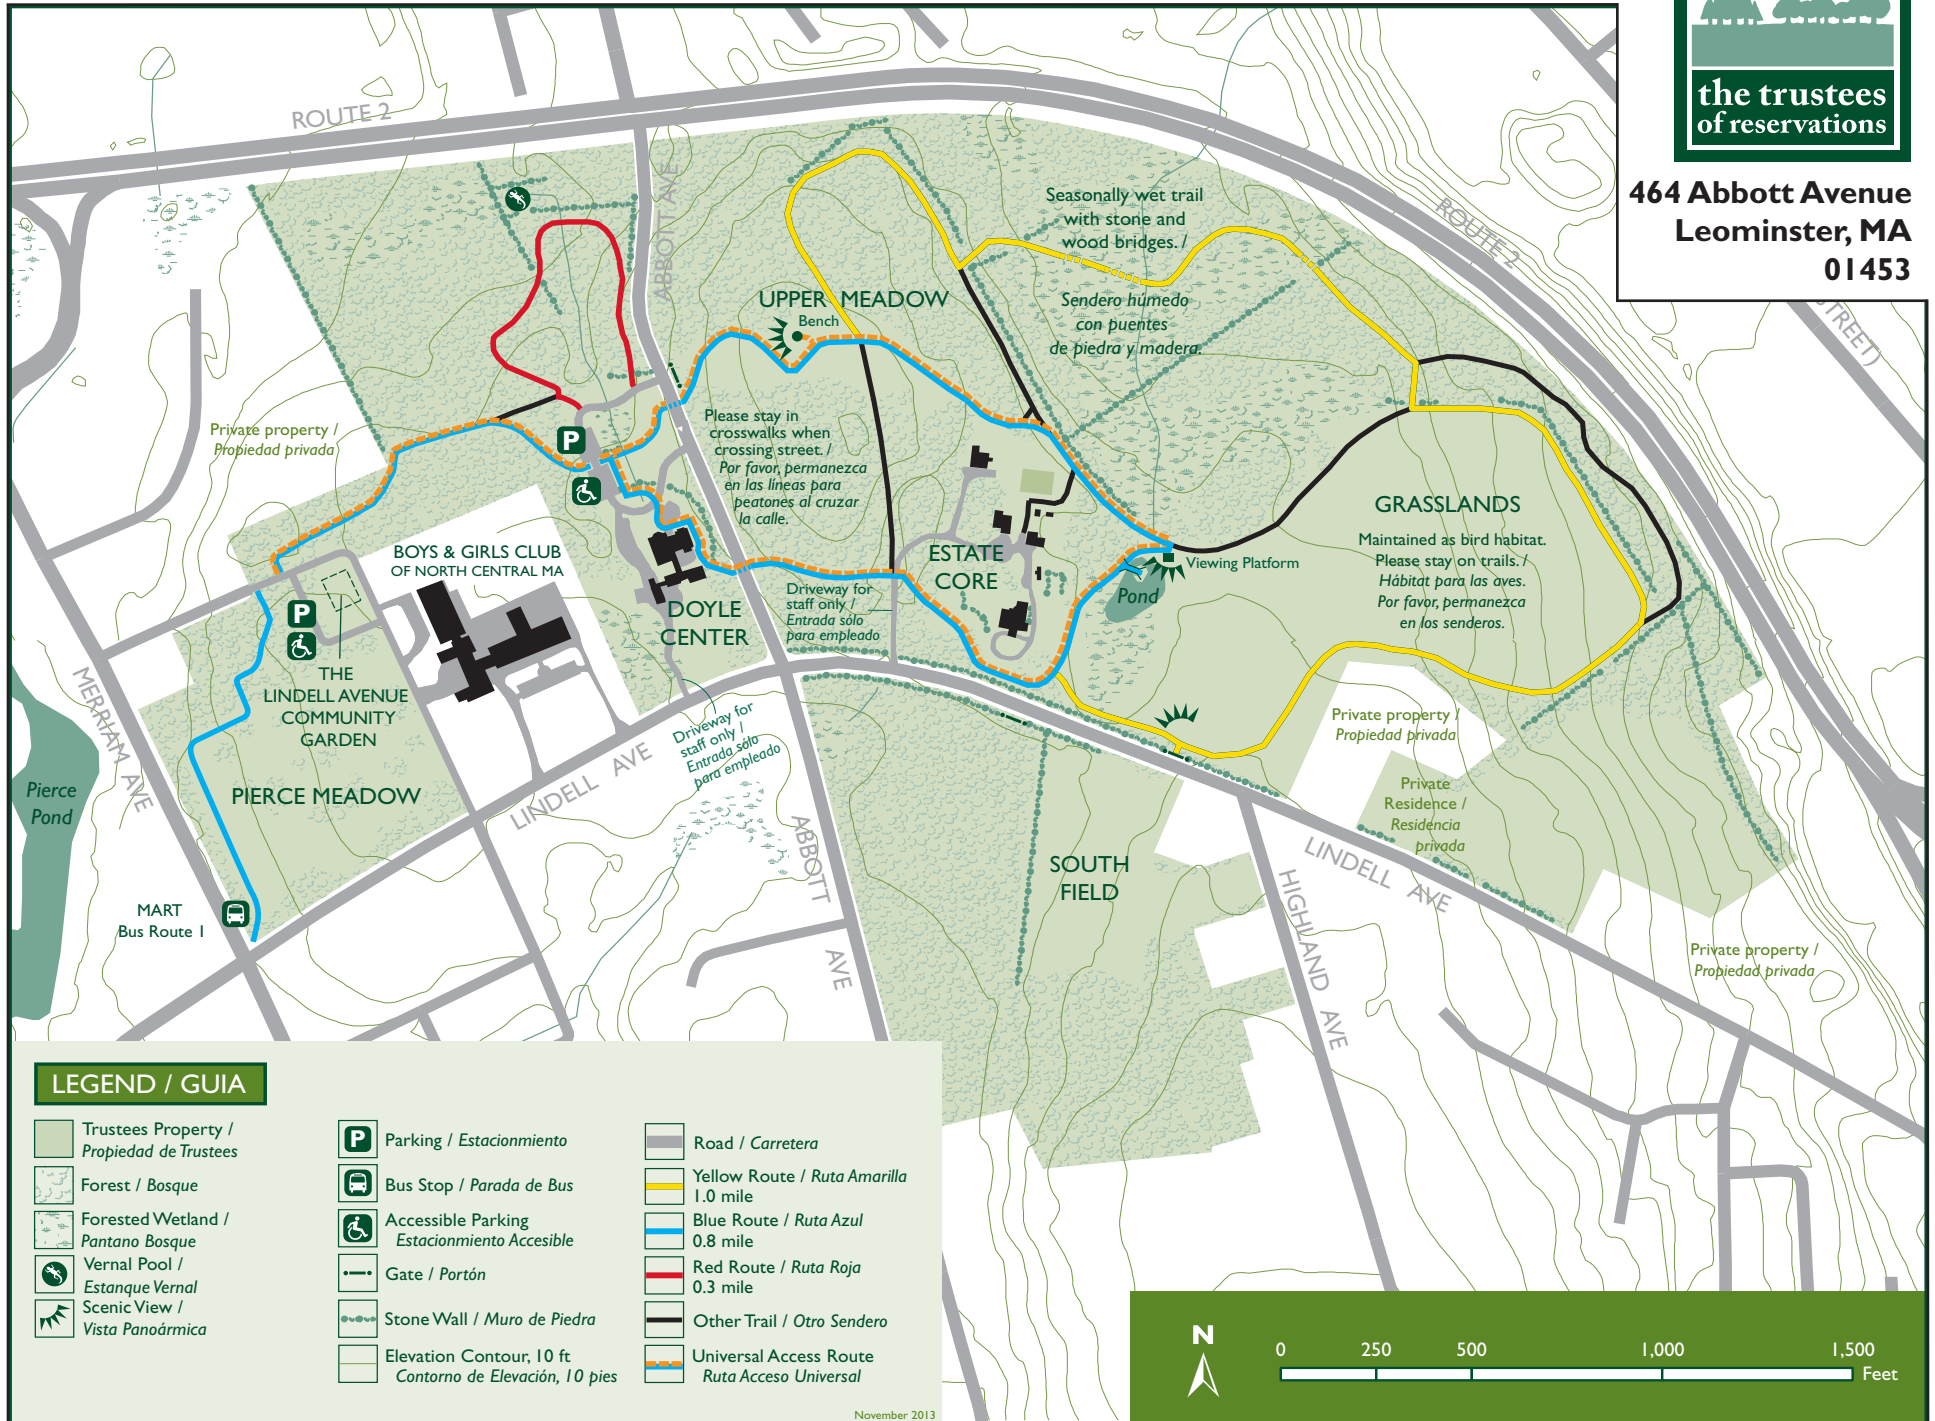 the trustees
of reservations
464 Abbott Avenue
Leominster, MA
01453
ROUTE 2
ABBOTT AVE
ROUTE 2
STREET)
Seasonally wet trail
with stone and
wood bridges. /
Sendero húmedo
con puentes
de piedra y madera.
UPPER MEADOW
Bench
Private property /
Propiedad privada
P
Please stay in
crosswalks when
crossing street. /
Por favor, permanezca
en las líneas para
peatones al cruzar
la calle.
GRASSLANDS
Maintained as bird habitat.
Please stay on trails. /
Hábitat para las aves.
Por favor, permanezca
en los senderos.
BOYS & GIRLS CLUB
OF NORTH CENTRAL MA
ESTATE
CORE
Viewing Platform
Pond
Driveway for
staff only /
Entrada sólo
para empleado
DOYLE
CENTER
P
THE
LINDELL AVENUE
COMMUNITY
GARDEN
MERRIAM AVE
Driveway for
staff only /
Entrada sólo
para empleado
Private property /
Propiedad privada
Pierce
Pond
PIERCE MEADOW
LINDELL AVE
Private
Residence /
Residencia
privada
ABBOTT AVE
SOUTH
FIELD
LINDELL AVE
HIGHLAND AVE
MART
Bus Route 1
Private property /
Propiedad privada
LEGEND / GUIA
Trustees Property /
Propiedad de Trustees
Forest / Bosque
Forested Wetland /
Pantano Bosque
Vernal Pool /
Estanque Vernal
Scenic View /
Vista Panoármica
P
Parking / Estacionmiento
Bus Stop / Parada de Bus
Accessible Parking
Estacionmiento Accesible
Gate / Portón
Stone Wall / Muro de Piedra
Elevation Contour, 10 ft
Contorno de Elevación, 10 pies
Road / Carretera
Yellow Route / Ruta Amarilla
1.0 mile
Blue Route / Ruta Azul
0.8 mile
Red Route / Ruta Roja
0.3 mile
Other Trail / Otro Sendero
Universal Access Route
Ruta Acceso Universal
November 2013
N
0 250 500 1,000 1,500
Feet